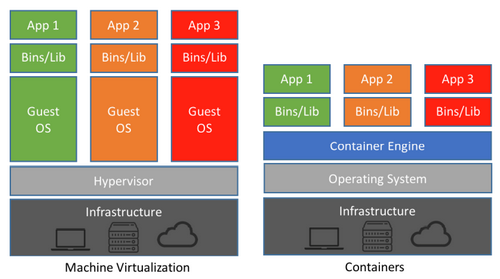 App 1
App 2
App 3
Bins/Lib
Bins/Lib
Bins/Lib
Guest
OS
Guest
OS
Guest
OS
Hypervisor
Infrastructure
Machine Virtualization
App 1
App 2
App 3
Bins/Lib
Bins/Lib
Bins/Lib
Container Engine
Operating System
Infrastructure
Containers